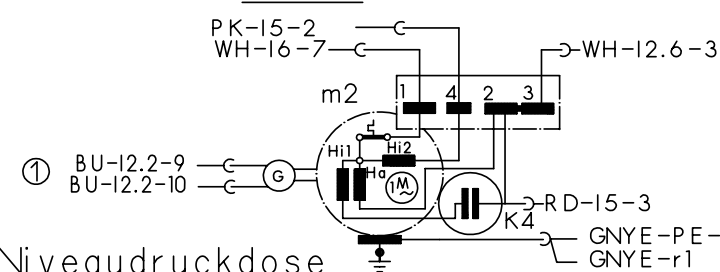 PK-15-2
WH-16-7
WH-12.6-3
1 4 2 3
m2
Hi1 Hi2
Ha
1M
~
1 BU-12.2-9
BU-12.2-10
G
RD-15-3
K4
GNYE-PE-
GNYE-r1
Niveaudruckdose